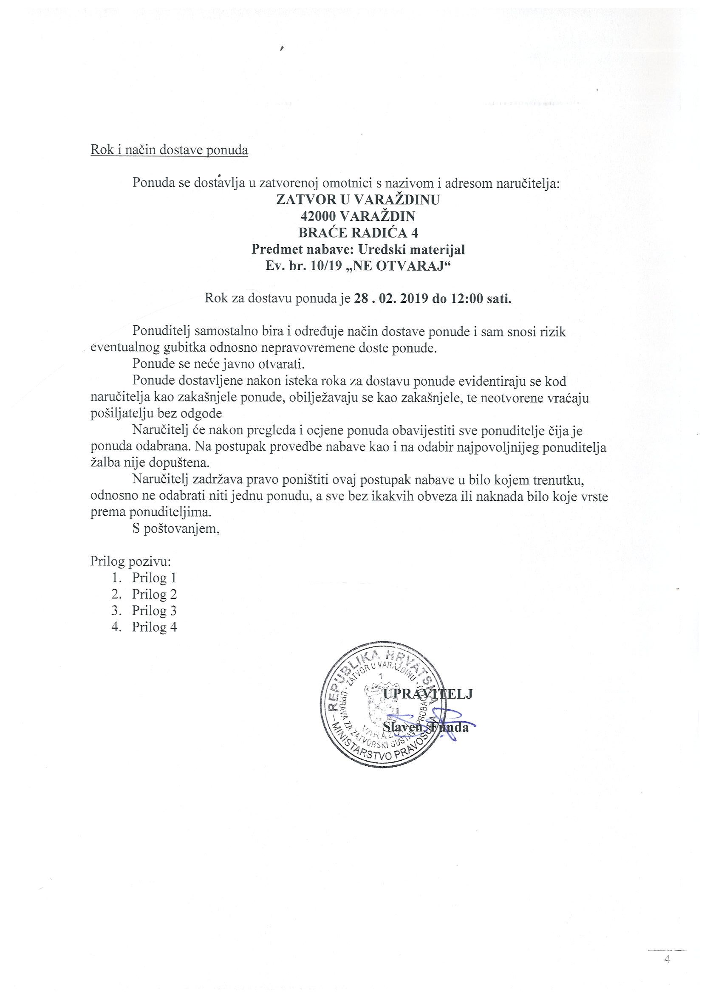 Rok i način dostave ponuda
Ponuda se dostavlja u zatvorenoj omotnici s nazivom i adresom naručitelja:
ZATVOR U VARAŽDINU
42000 VARAŽDIN
BRAĆE RADIĆA 4
Predmet nabave: Uredski materijal
Ev. br. 10/19 „NE OTVARAJ“
Rok za dostavu ponuda je 28 . 02. 2019 do 12:00 sati.
Ponuditelj samostalno bira i određuje način dostave ponude i sam snosi rizik
eventualnog gubitka odnosno nepravovremene doste ponude.
Ponude se neće javno otvarati.
Ponude dostavljene nakon isteka roka za dostavu ponude evidentiraju se kod
naručitelja kao zakašnjele ponude, obilježavaju se kao zakašnjele, te neotvorene vraćaju
pošiljatelju bez odgode
Naručitelj će nakon pregleda i ocjene ponuda obavijestiti sve ponuditelje čija je
ponuda odabrana. Na postupak provedbe nabave kao i na odabir najpovoljnijeg ponuditelja
žalba nije dopuštena.
Naručitelj zadržava pravo poništiti ovaj postupak nabave u bilo kojem trenutku,
odnosno ne odabrati niti jednu ponudu, a sve bez ikakvih obveza ili naknada bilo koje vrste
prema ponuditeljima.
S poštovanjem,
Prilog pozivu:
1. Prilog 1
2. Prilog 2
3. Prilog 3
4. Prilog 4
REPUBLIKA HRVATSKA
MINISTARSTVO PRAVOSUĐA
ZATVOR U VARAŽDINU
UPRAVA ZA ZATVORSKI SUSTAV
1
VARAŽDIN
UPRAVITELJ
Slaven Funda
4